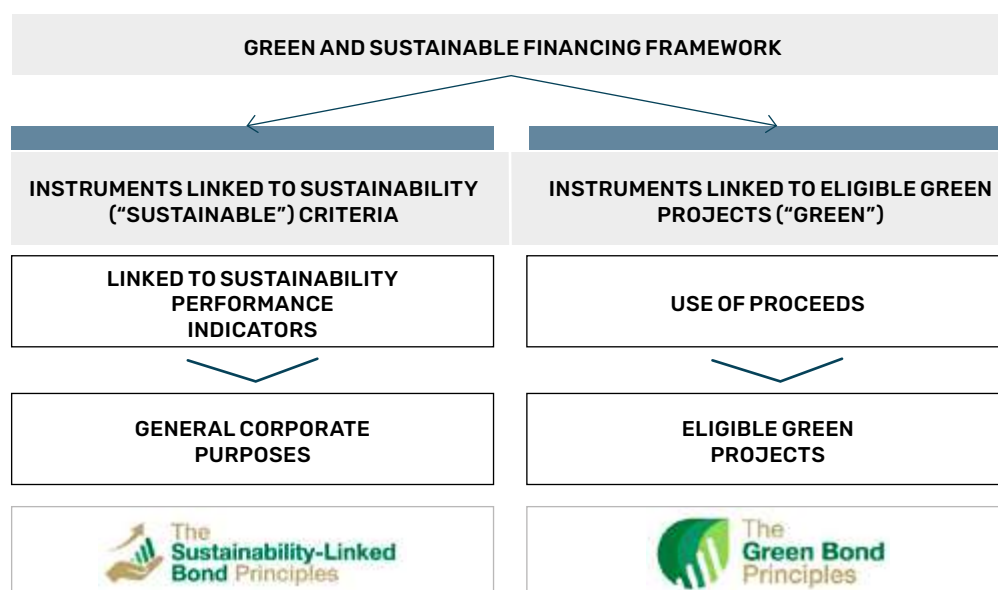 GREEN AND SUSTAINABLE FINANCING FRAMEWORK
INSTRUMENTS LINKED TO SUSTAINABILITY
(“SUSTAINABLE”) CRITERIA
LINKED TO SUSTAINABILITY
PERFORMANCE
INDICATORS
GENERAL CORPORATE
PURPOSES
The
Sustainability-Linked
Bond Principles
INSTRUMENTS LINKED TO ELIGIBLE GREEN
PROJECTS (“GREEN”)
USE OF PROCEEDS
ELIGIBLE GREEN
PROJECTS
The
Green Bond
Principles